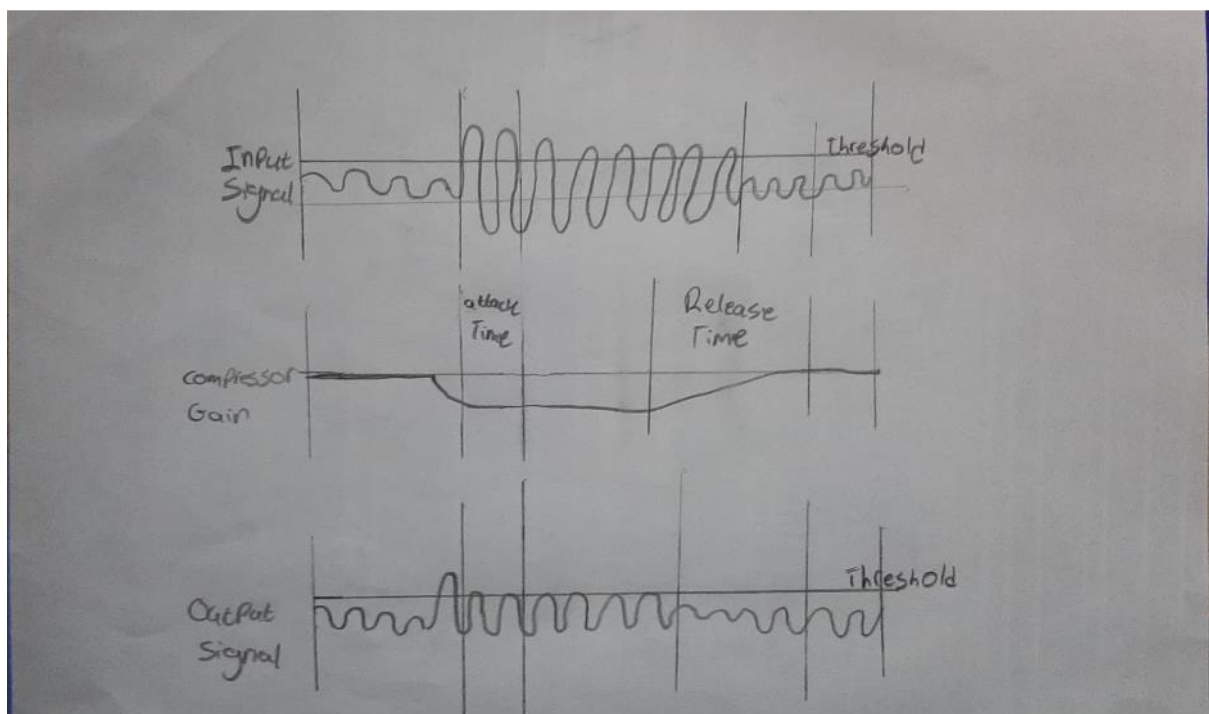 Input
Signal
Threshold
attack
Time
Release
Time
Compressor
Gain
Output
Signal
Threshold